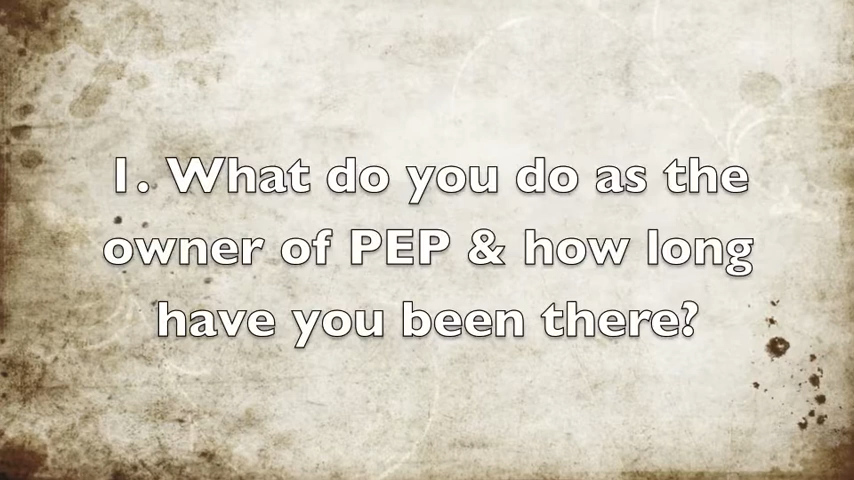 1. What do you do as the
owner of PEP & how long
have you been there?